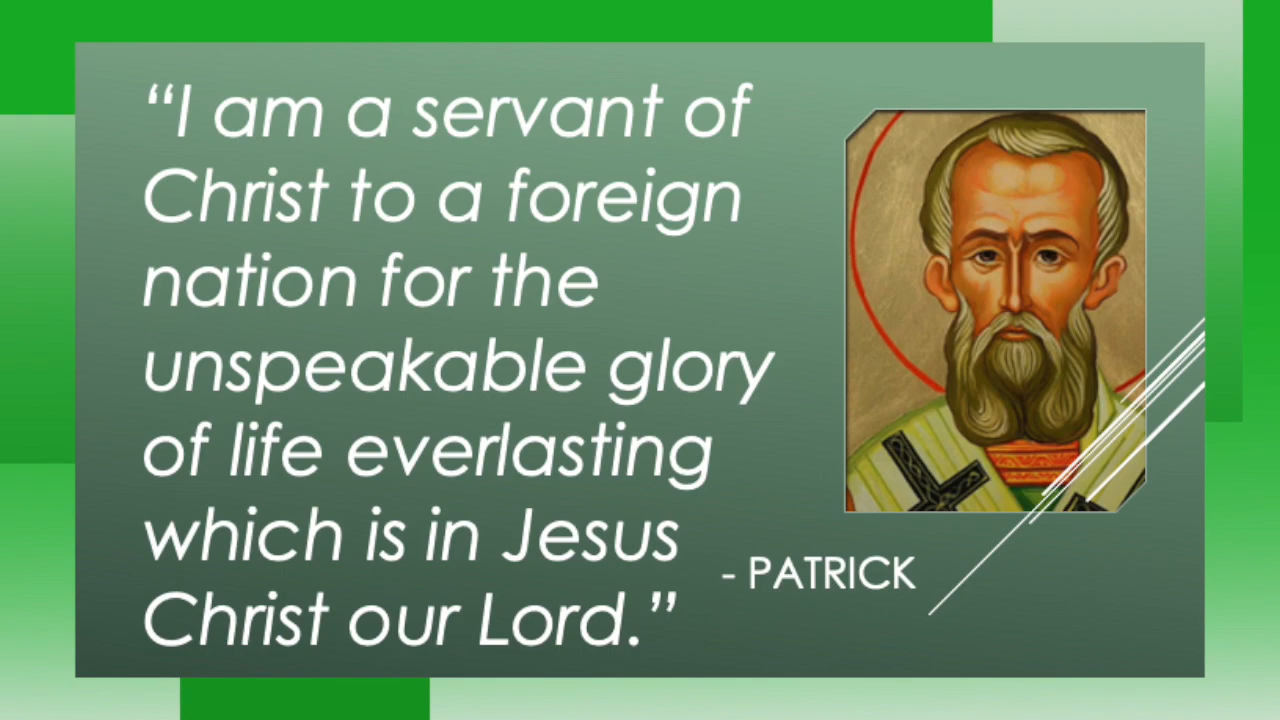 “I am a servant of
Christ to a foreign
nation for the
unspeakable glory
of life everlasting
which is in Jesus
Christ our Lord.”
- PATRICK